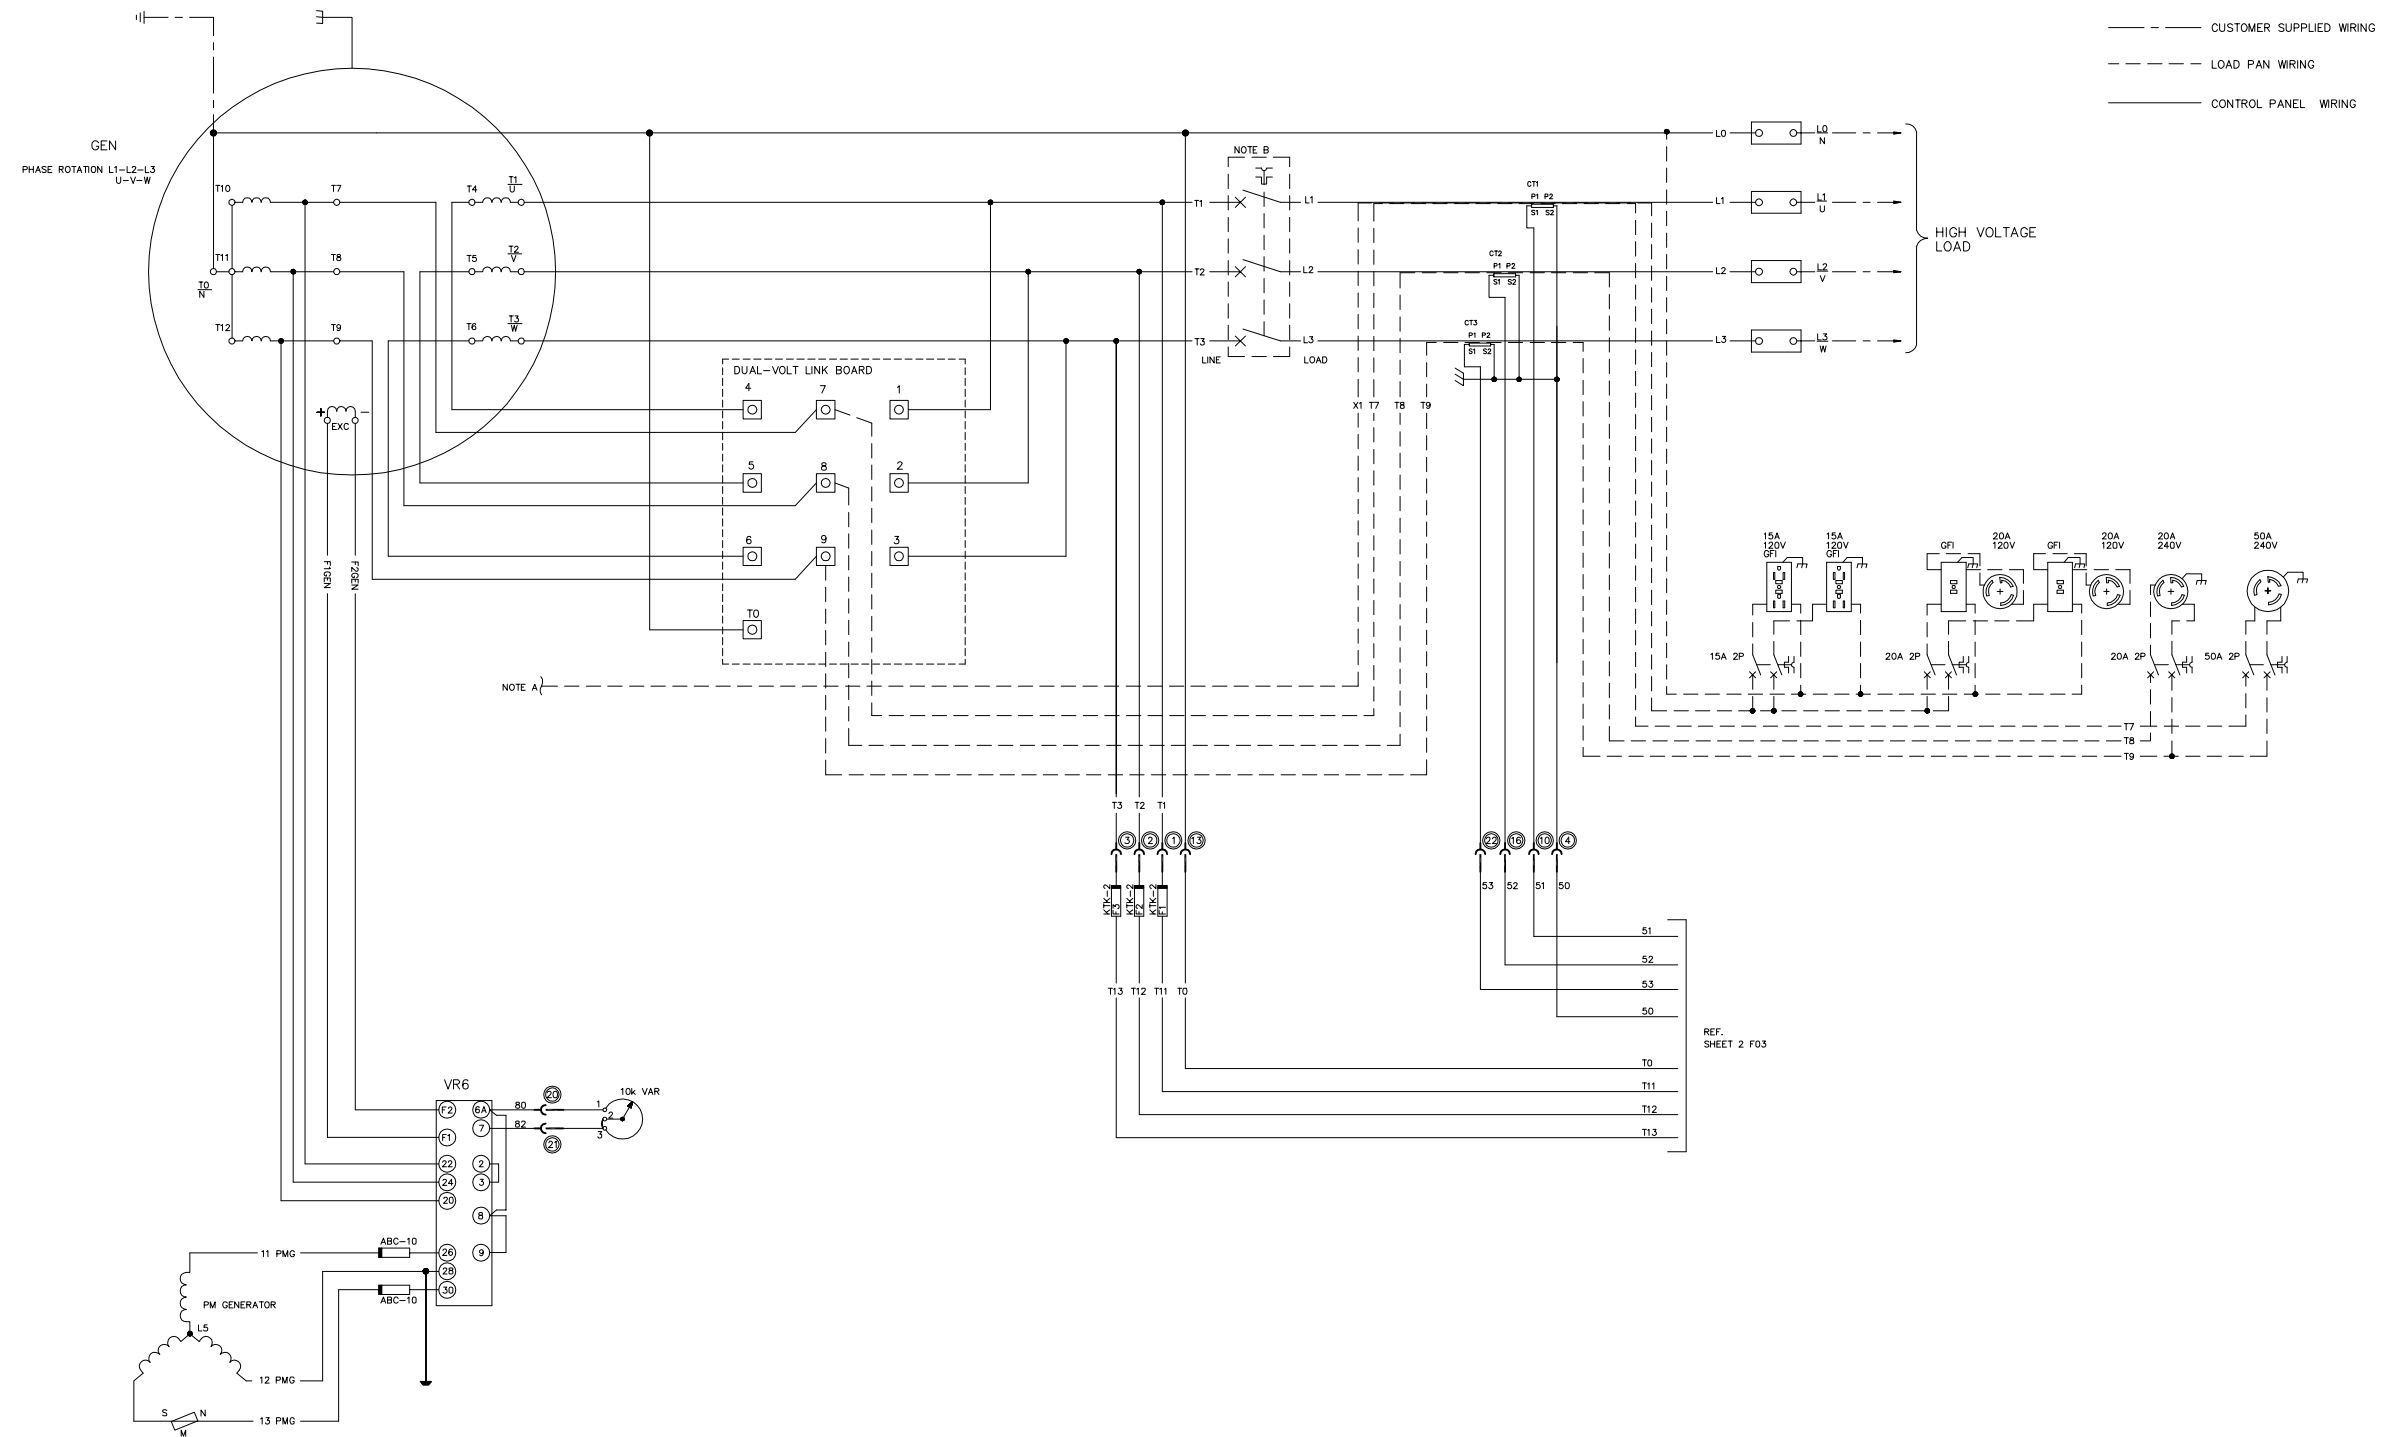 CUSTOMER SUPPLIED WIRING
LOAD PAN WIRING
CONTROL PANEL WIRING
GEN
PHASE ROTATION L1-L2-L3
U-V-W
T10
T7
T4
T1
U
T11
T8
T5
T2
V
T0
N
T12
T9
T6
T3
W
+
-
EXC
F1GEN
F2GEN
DUAL-VOLT LINK BOARD
4
7
1
5
8
2
6
9
3
T0
NOTE A
NOTE B
T1
L1
T2
L2
T3
L3
LINE
LOAD
X1
T7
T8
T9
CT1
P1 P2
S1 S2
CT2
P1 P2
S1 S2
CT3
P1 P2
S1 S2
L0
L0
N
L1
L1
U
L2
L2
V
L3
L3
W
HIGH VOLTAGE
LOAD
15A
120V
GFI
15A
120V
GFI
GFI
20A
120V
GFI
20A
120V
20A
240V
50A
240V
15A 2P
20A 2P
20A 2P
50A 2P
T7
T8
T9
T3
T2
T1
3
2
1
13
22
16
10
4
KTK-2
F3
KTK-2
F2
KTK-2
F1
53
52
51
50
T13
T12
T11
T0
51
52
53
50
T0
T11
T12
T13
REF.
SHEET 2 F03
VR6
F2
6A
80
20
1
2
3
10k VAR
7
82
21
F1
22
2
24
3
20
8
26
9
28
30
ABC-10
ABC-10
11 PMG
PM GENERATOR
L5
12 PMG
13 PMG
S
N
M